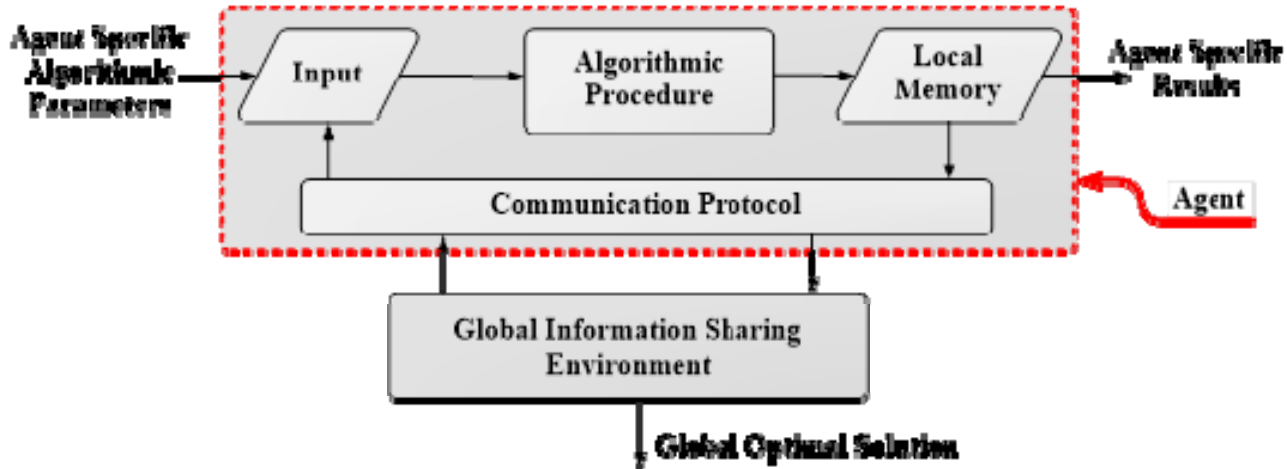 Agent Specific
Algorithmic
Parameters
Input
Algorithmic
Procedure
Local
Memory
Agent Specific
Results
Communication Protocol
Agent
Global Information Sharing
Environment
Global Optimal Solution